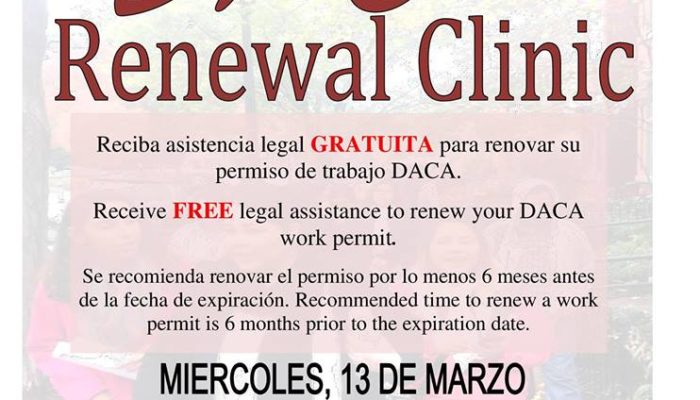 Renewal Clinic
Reciba asistencia legal GRATUITA para renovar su
permiso de trabajo DACA.
Receive FREE legal assistance to renew your DACA
work permit.
Se recomienda renovar el permiso por lo menos 6 meses antes
de la fecha de expiración. Recommended time to renew a work
permit is 6 months prior to the expiration date.
MIERCOLES, 13 DE MARZO